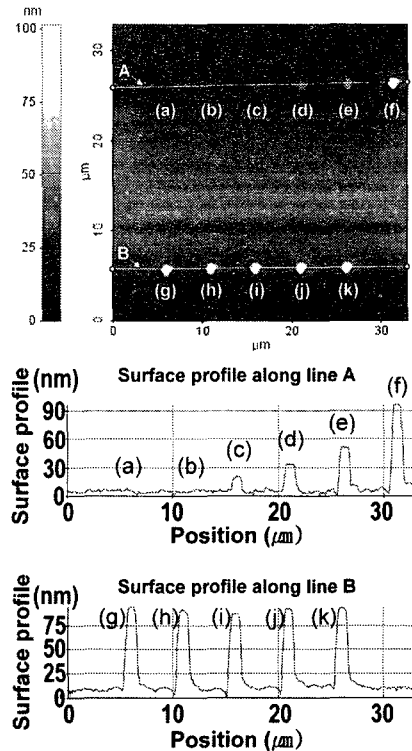 nm
100
75
50
25
0
μm
30
20
10
0
A
(a) (b) (c) (d) (e) (f)
B
(g) (h) (i) (j) (k)
0 10 20 30
μm
Surface profile (nm)
Surface profile along line A
90
60
30
0
(a) (b) (c) (d) (e) (f)
0 10 20 30
Position (μm)
Surface profile (nm)
Surface profile along line B
75
50
25
0
(g) (h) (i) (j) (k)
0 10 20 30
Position (μm)